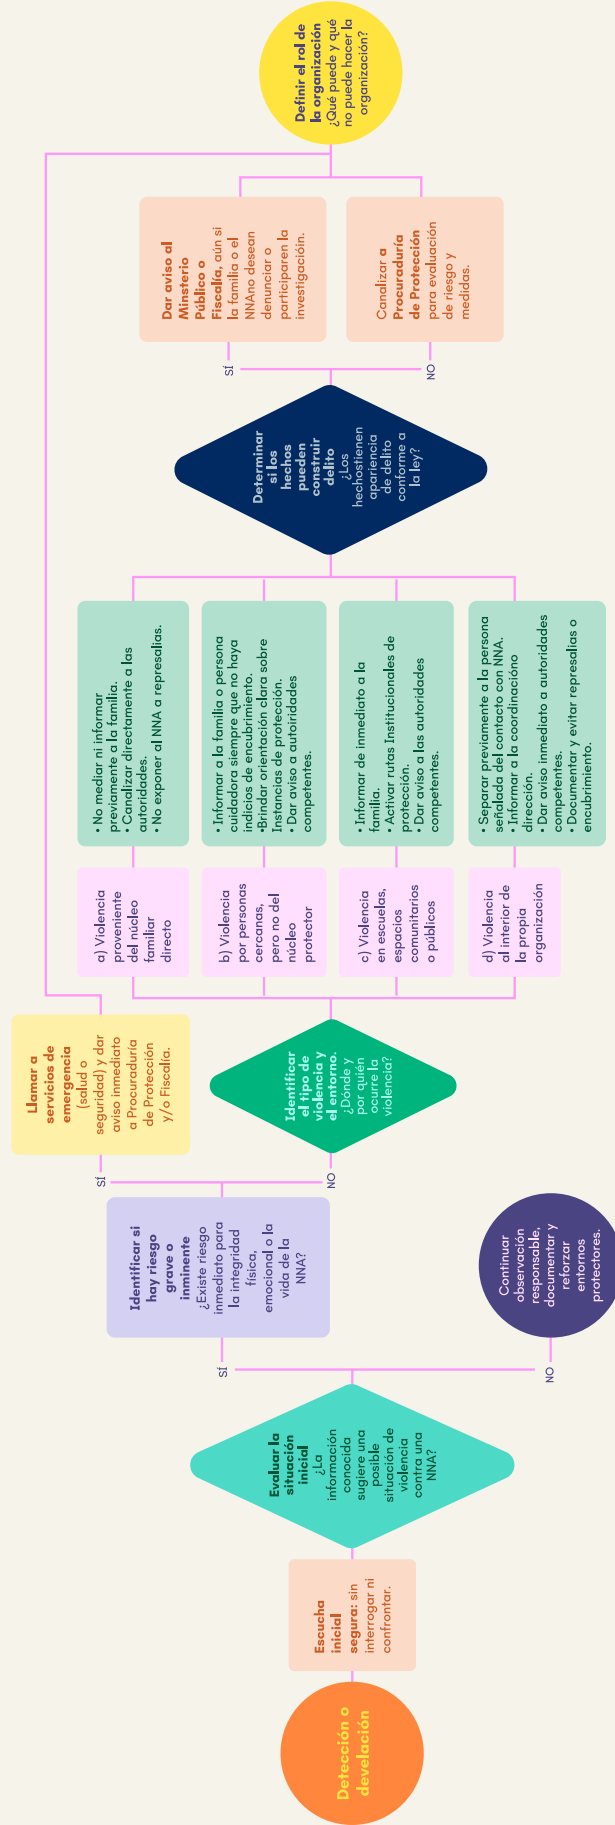 Detección o
develación
Escucha
inicial
segura: sin
interrogar ni
confrontar.
Evaluar la
situación
inicial
¿La
información
conocida
sugiere una
posible
situación de
violencia
contra una
NNA?
SÍ
NO
Identificar si
hay riesgo
grave o
inminente
¿Existe riesgo
inmediato para
la integridad
física,
emocional o la
vida de la
NNA?
Continuar
observación
responsable,
documentar y
reforzar
entornos
protectores.
SÍ
NO
Llamar a
servicios de
emergencia
(salud o
seguridad) y dar
aviso inmediato
a Procuraduría
de Protección
y/o Fiscalía.
Identificar
el tipo de
violencia y
el entorno.
¿Dónde y
por quién
ocurre la
violencia?
a) Violencia
proveniente
del núcleo
familiar
directo
• No mediar ni informar
previamente a la familia.
• Canalizar directamente a las
autoridades.
• No exponer al NNA a represalias.
b) Violencia
por personas
cercanas,
pero no del
núcleo
protector
• Informar a la familia o persona
cuidadora siempre que no haya
indicios de encubrimiento.
•Brindar orientación clara sobre
Instancias de protección.
• Dar aviso a autoiridades
competentes.
c) Violencia
en escuelas,
espacios
comunitarios
o públicos
• Informar de inmediato a la
familia.
• Activar rutas Institucionales de
protección.
• Dar aviso a las autoridades
competentes.
d) Violencia
al interior de
la propia
organización
• Separar previamente a la persona
señalada del contacto con NNA.
• Informar a la coordinacióno
dirección.
• Dar aviso inmediato a autoridades
competentes.
• Documentar y evitar represalias o
encubrimiento.
Determinar
si los
hechos
pueden
construir
delito
¿Los
hechostienen
apariencia
de delito
conforme a
la ley?
SÍ
NO
Dar aviso al
Minsterio
Público o
Fiscalía, aún si
la familia o el
NNAno desean
denunciar o
participaren la
investigacióin.
Canalizar a
Procuraduría
de Protección
para evaluación
de riesgo y
medidas.
Definir el rol de
la organización
¿Qué puede y qué
no puede hacer la
organización?